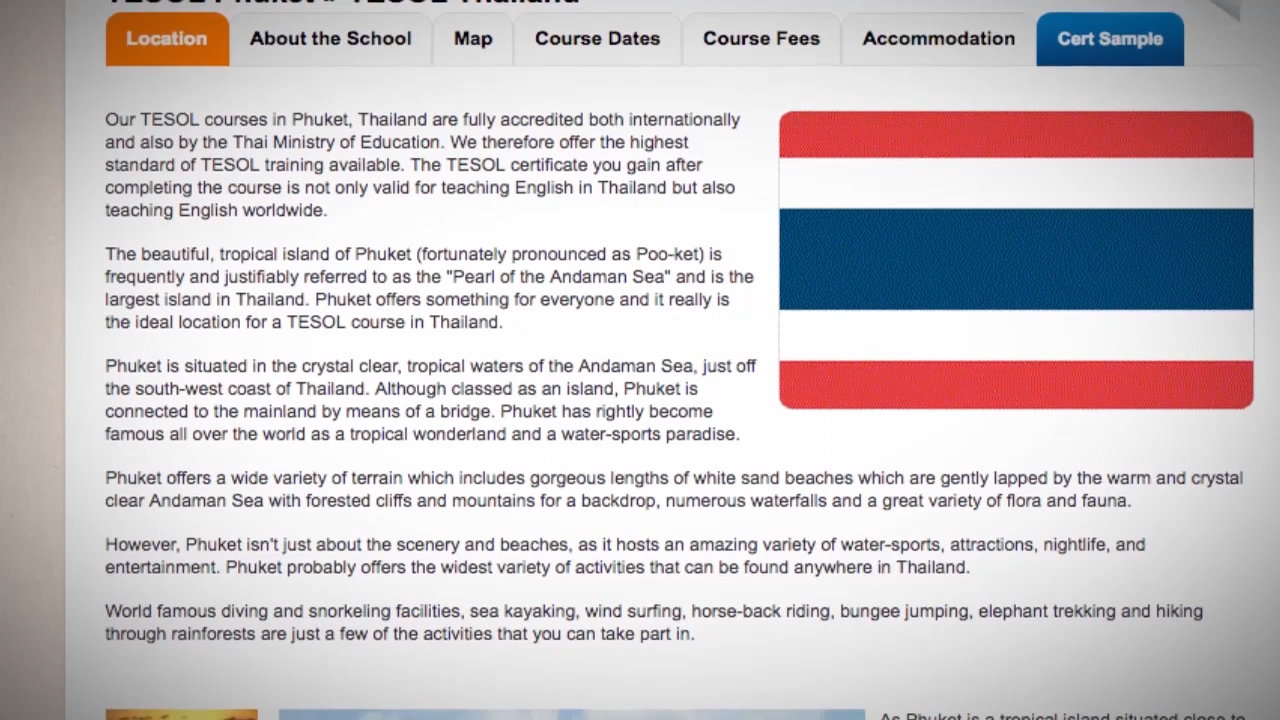 TESOL Phuket » TESOL Thailand
Location About the School Map Course Dates Course Fees Accommodation Cert Sample
Our TESOL courses in Phuket, Thailand are fully accredited both internationally
and also by the Thai Ministry of Education. We therefore offer the highest
standard of TESOL training available. The TESOL certificate you gain after
completing the course is not only valid for teaching English in Thailand but also
teaching English worldwide.
The beautiful, tropical island of Phuket (fortunately pronounced as Poo-ket) is
frequently and justifiably referred to as the "Pearl of the Andaman Sea" and is the
largest island in Thailand. Phuket offers something for everyone and it really is
the ideal location for a TESOL course in Thailand.
Phuket is situated in the crystal clear, tropical waters of the Andaman Sea, just off
the south-west coast of Thailand. Although classed as an island, Phuket is
connected to the mainland by means of a bridge. Phuket has rightly become
famous all over the world as a tropical wonderland and a water-sports paradise.
Phuket offers a wide variety of terrain which includes gorgeous lengths of white sand beaches which are gently lapped by the warm and crystal
clear Andaman Sea with forested cliffs and mountains for a backdrop, numerous waterfalls and a great variety of flora and fauna.
However, Phuket isn't just about the scenery and beaches, as it hosts an amazing variety of water-sports, attractions, nightlife, and
entertainment. Phuket probably offers the widest variety of activities that can be found anywhere in Thailand.
World famous diving and snorkeling facilities, sea kayaking, wind surfing, horse-back riding, bungee jumping, elephant trekking and hiking
through rainforests are just a few of the activities that you can take part in.
As Phuket is a tropical island situated close to